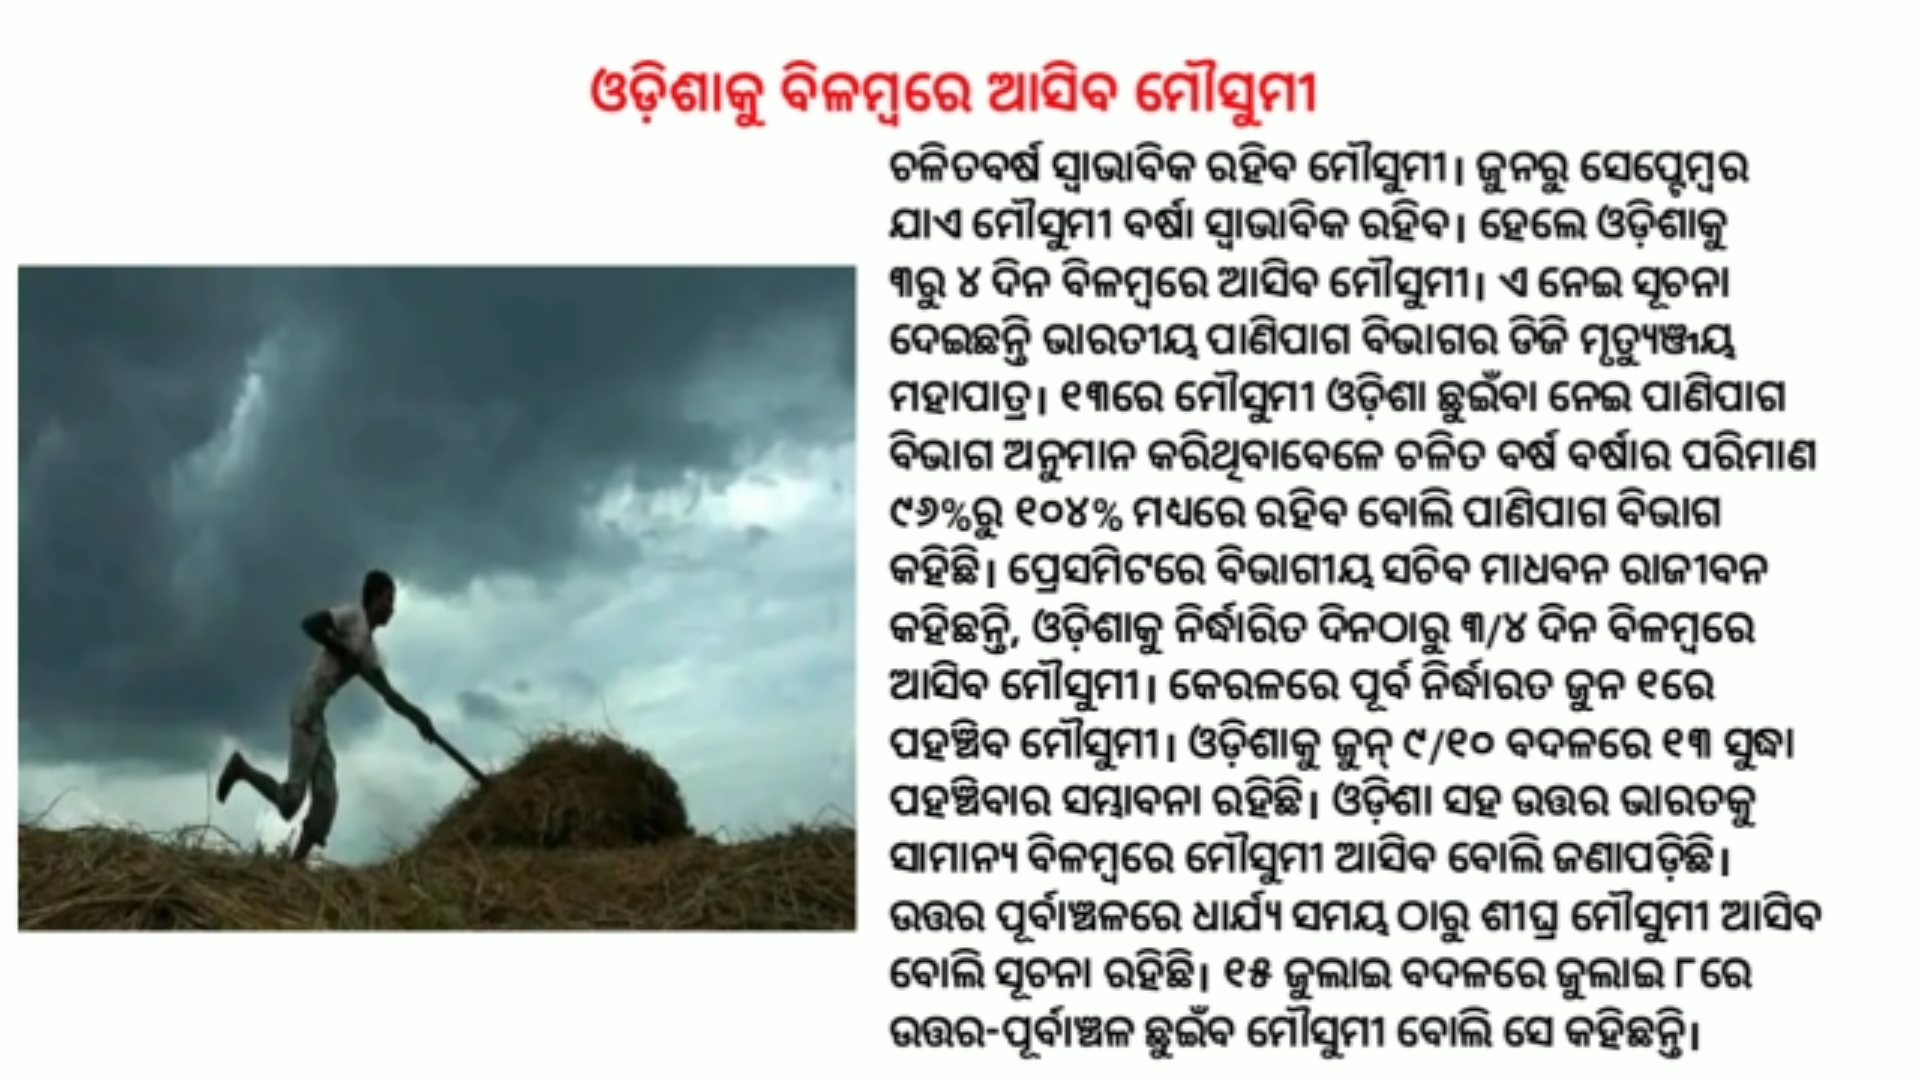 ଓଡ଼ିଶାକୁ ବିଳମ୍ବରେ ଆସିବ ମୌସୁମୀ
ଚଳିତବର୍ଷ ସ୍ୱାଭାବିକ ରହିବ ମୌସୁମୀ। ଜୁନରୁ ସେପ୍ଟେମ୍ବର
ଯାଏ ମୌସୁମୀ ବର୍ଷା ସ୍ୱାଭାବିକ ରହିବ। ହେଲେ ଓଡ଼ିଶାକୁ
୩ରୁ ୪ ଦିନ ବିଳମ୍ବରେ ଆସିବ ମୌସୁମୀ। ଏ ନେଇ ସୂଚନା
ଦେଇଛନ୍ତି ଭାରତୀୟ ପାଣିପାଗ ବିଭାଗର ଡିଜି ମୃତ୍ୟୁଞ୍ଜୟ
ମହାପାତ୍ର। ୧୩ରେ ମୌସୁମୀ ଓଡ଼ିଶା ଛୁଇଁବା ନେଇ ପାଣିପାଗ
ବିଭାଗ ଅନୁମାନ କରିଥିବାବେଳେ ଚଳିତ ବର୍ଷ ବର୍ଷାର ପରିମାଣ
୯୬%ରୁ ୧୦୪% ମଧ୍ୟରେ ରହିବ ବୋଲି ପାଣିପାଗ ବିଭାଗ
କହିଛି। ପ୍ରେସମିଟରେ ବିଭାଗୀୟ ସଚିବ ମାଧବନ ରାଜୀବନ
କହିଛନ୍ତି, ଓଡ଼ିଶାକୁ ନିର୍ଦ୍ଧାରିତ ଦିନଠାରୁ ୩/୪ ଦିନ ବିଳମ୍ବରେ
ଆସିବ ମୌସୁମୀ। କେରଳରେ ପୂର୍ବ ନିର୍ଦ୍ଧାରତ ଜୁନ ୧ରେ
ପହଞ୍ଚିବ ମୌସୁମୀ। ଓଡ଼ିଶାକୁ ଜୁନ୍ ୯/୧୦ ବଦଳରେ ୧୩ ସୁଦ୍ଧା
ପହଞ୍ଚିବାର ସମ୍ଭାବନା ରହିଛି। ଓଡ଼ିଶା ସହ ଉତ୍ତର ଭାରତକୁ
ସାମାନ୍ୟ ବିଳମ୍ବରେ ମୌସୁମୀ ଆସିବ ବୋଲି ଜଣାପଡ଼ିଛି।
ଉତ୍ତର ପୂର୍ବାଞ୍ଚଳରେ ଧାର୍ଯ୍ୟ ସମୟ ଠାରୁ ଶୀଘ୍ର ମୌସୁମୀ ଆସିବ
ବୋଲି ସୂଚନା ରହିଛି। ୧୫ ଜୁଲାଇ ବଦଳରେ ଜୁଲାଇ ୮ରେ
ଉତ୍ତର-ପୂର୍ବାଞ୍ଚଳ ଛୁଇଁବ ମୌସୁମୀ ବୋଲି ସେ କହିଛନ୍ତି।